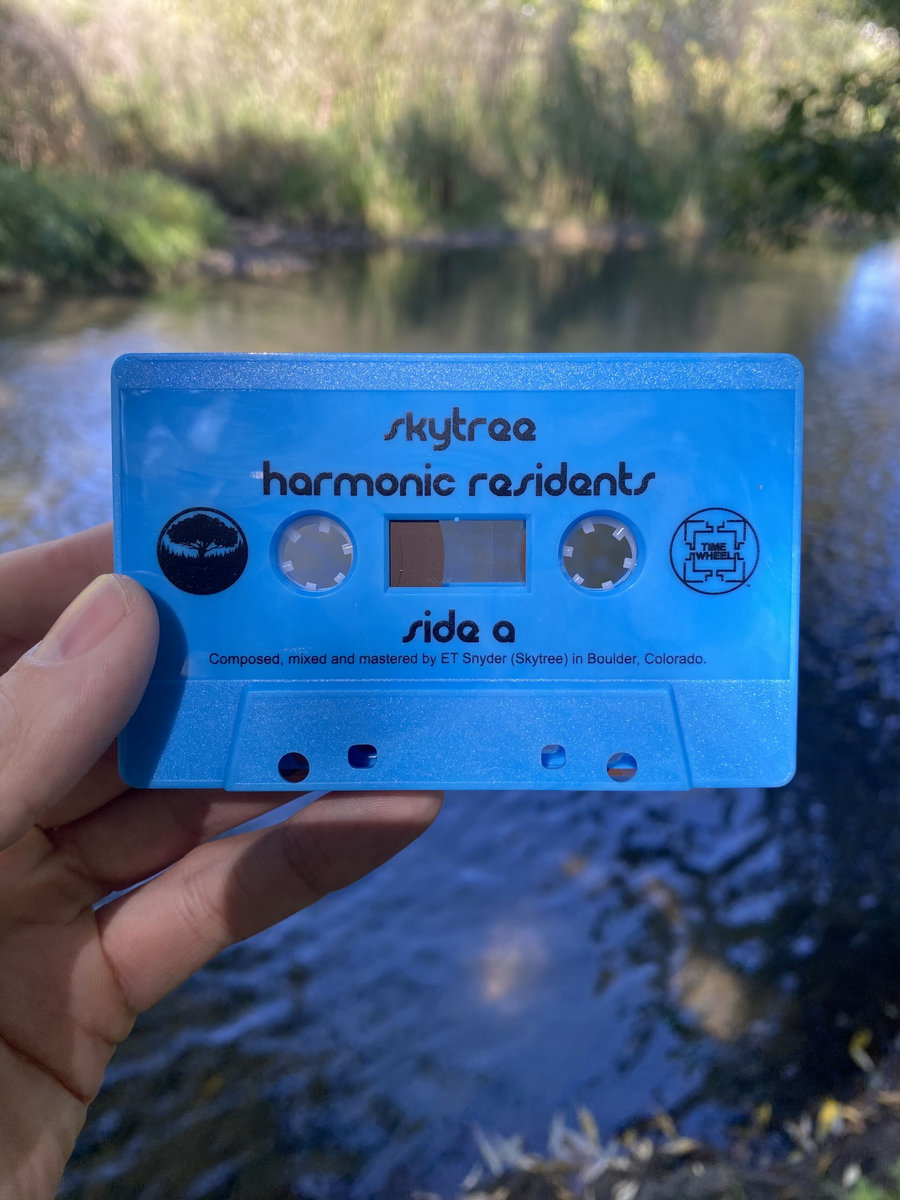 skytree
harmonic residents
TIME
WHEEL
side a
Composed, mixed and mastered by ET Snyder (Skytree) in Boulder, Colorado.